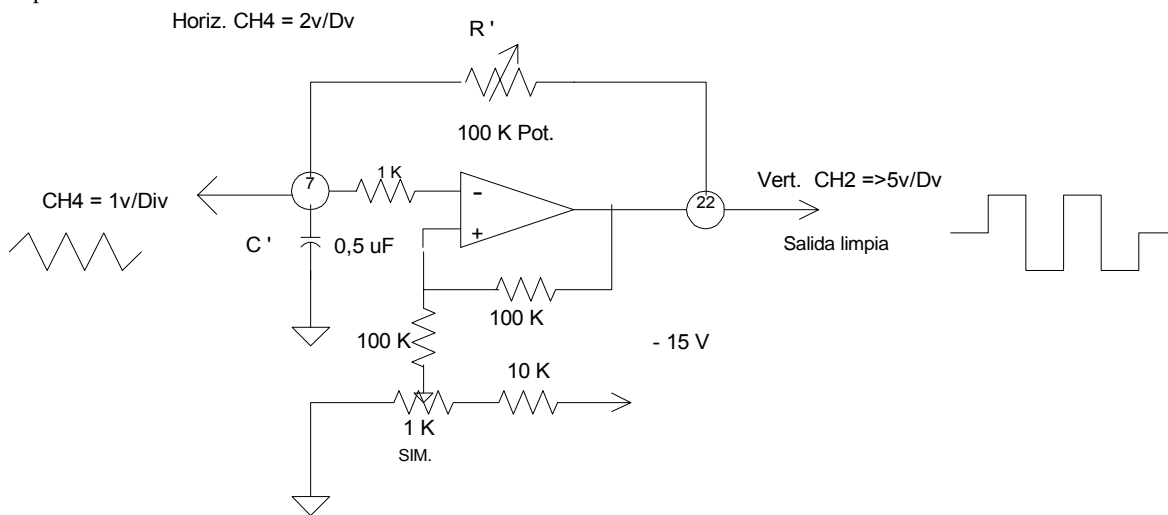 Horiz. CH4 = 2v/Dv
R '
100 K Pot.
7
1 K
CH4 = 1v/Div
Vert. CH2 =>5v/Dv
22
-
+
C '
0,5 uF
Salida limpia
100 K
100 K
- 15 V
10 K
1 K
SIM.